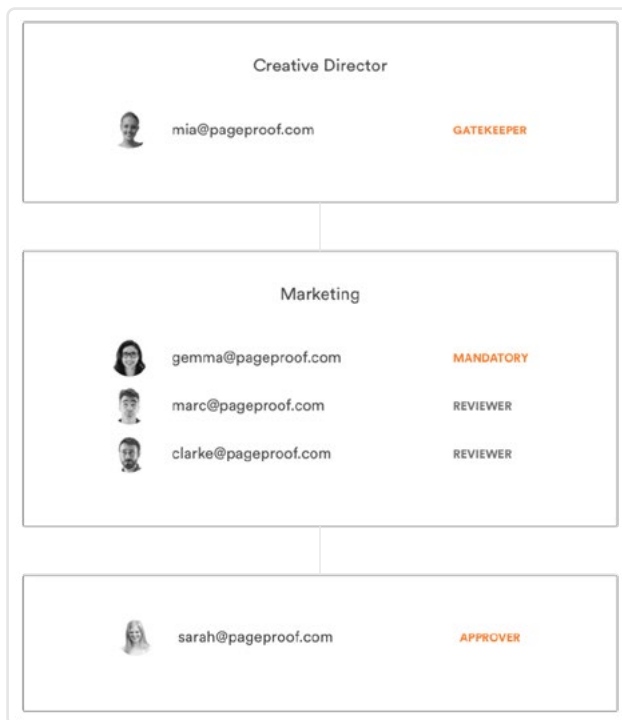 Creative Director
mia@pageproof.com GATEKEEPER
Marketing
gemma@pageproof.com MANDATORY
marc@pageproof.com REVIEWER
clarke@pageproof.com REVIEWER
sarah@pageproof.com APPROVER